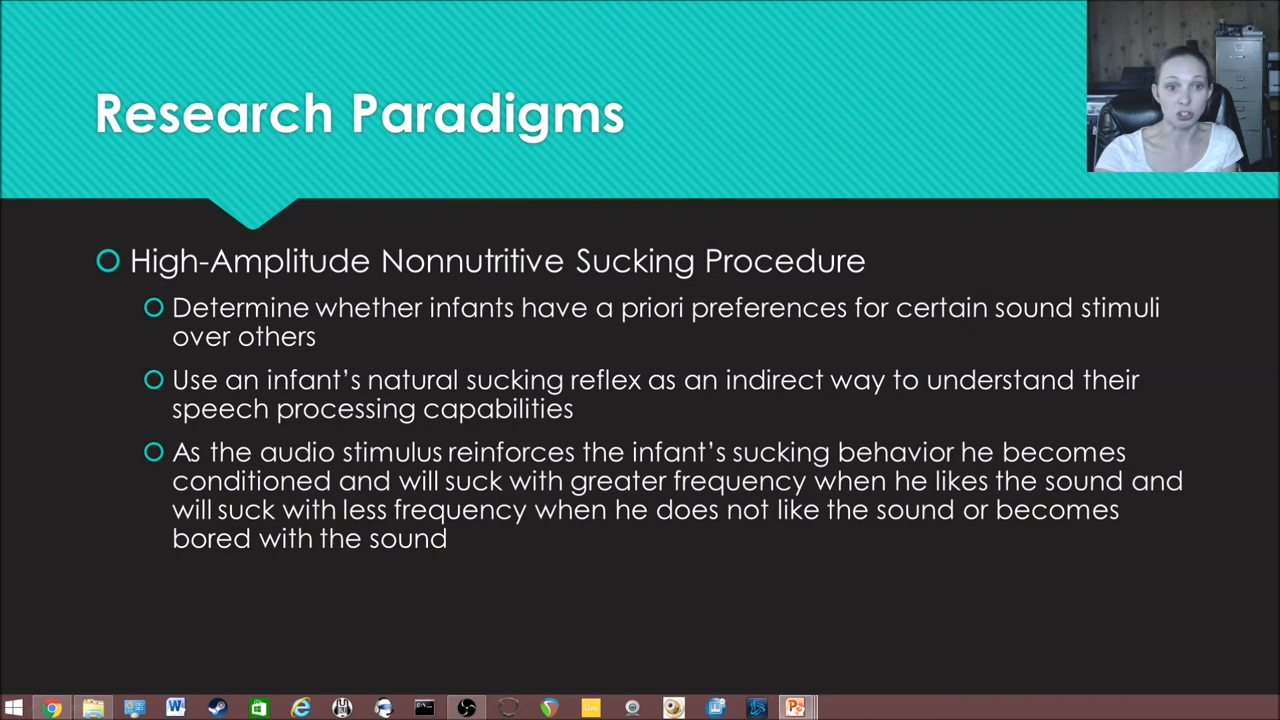 Research Paradigms
High-Amplitude Nonnutritive Sucking Procedure
Determine whether infants have a priori preferences for certain sound stimuli
over others
Use an infant’s natural sucking reflex as an indirect way to understand their
speech processing capabilities
As the audio stimulus reinforces the infant’s sucking behavior he becomes
conditioned and will suck with greater frequency when he likes the sound and
will suck with less frequency when he does not like the sound or becomes
bored with the sound